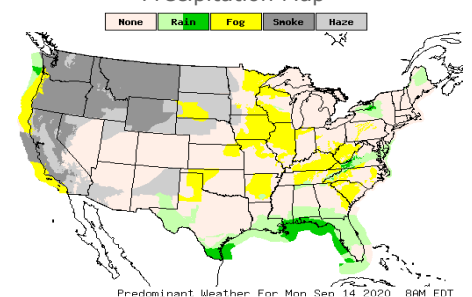 Precipitation Map
None Rain Fog Smoke Haze
Predominant Weather For Mon Sep 14 2020 8AM EDT